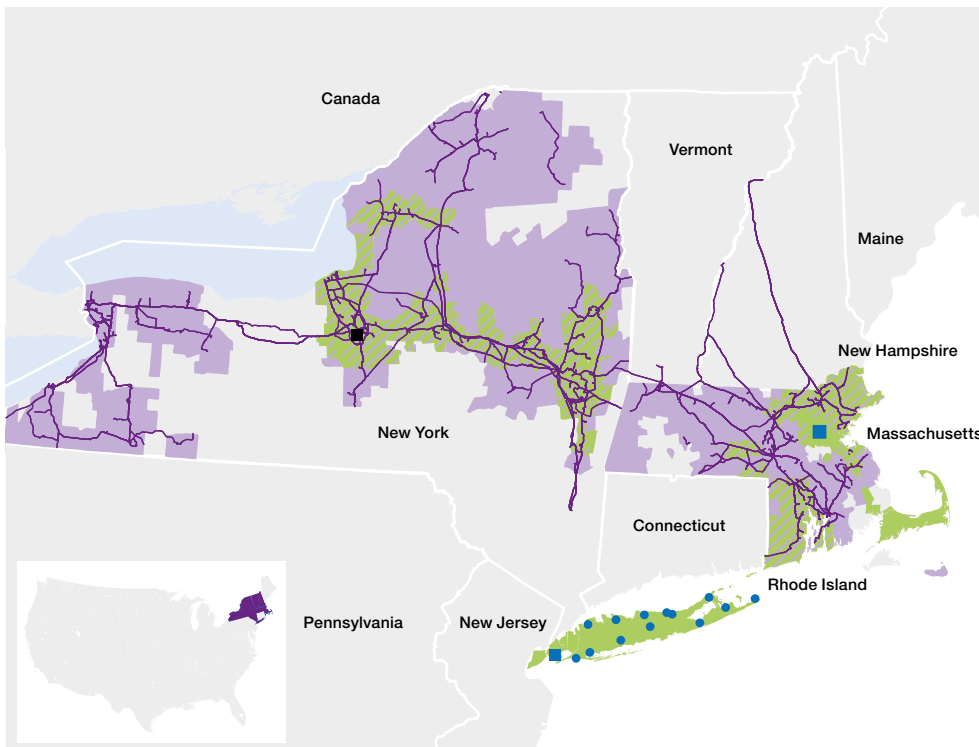 Canada
Vermont
Maine
New Hampshire
New York
Massachusetts
Connecticut
Rhode Island
Pennsylvania
New Jersey